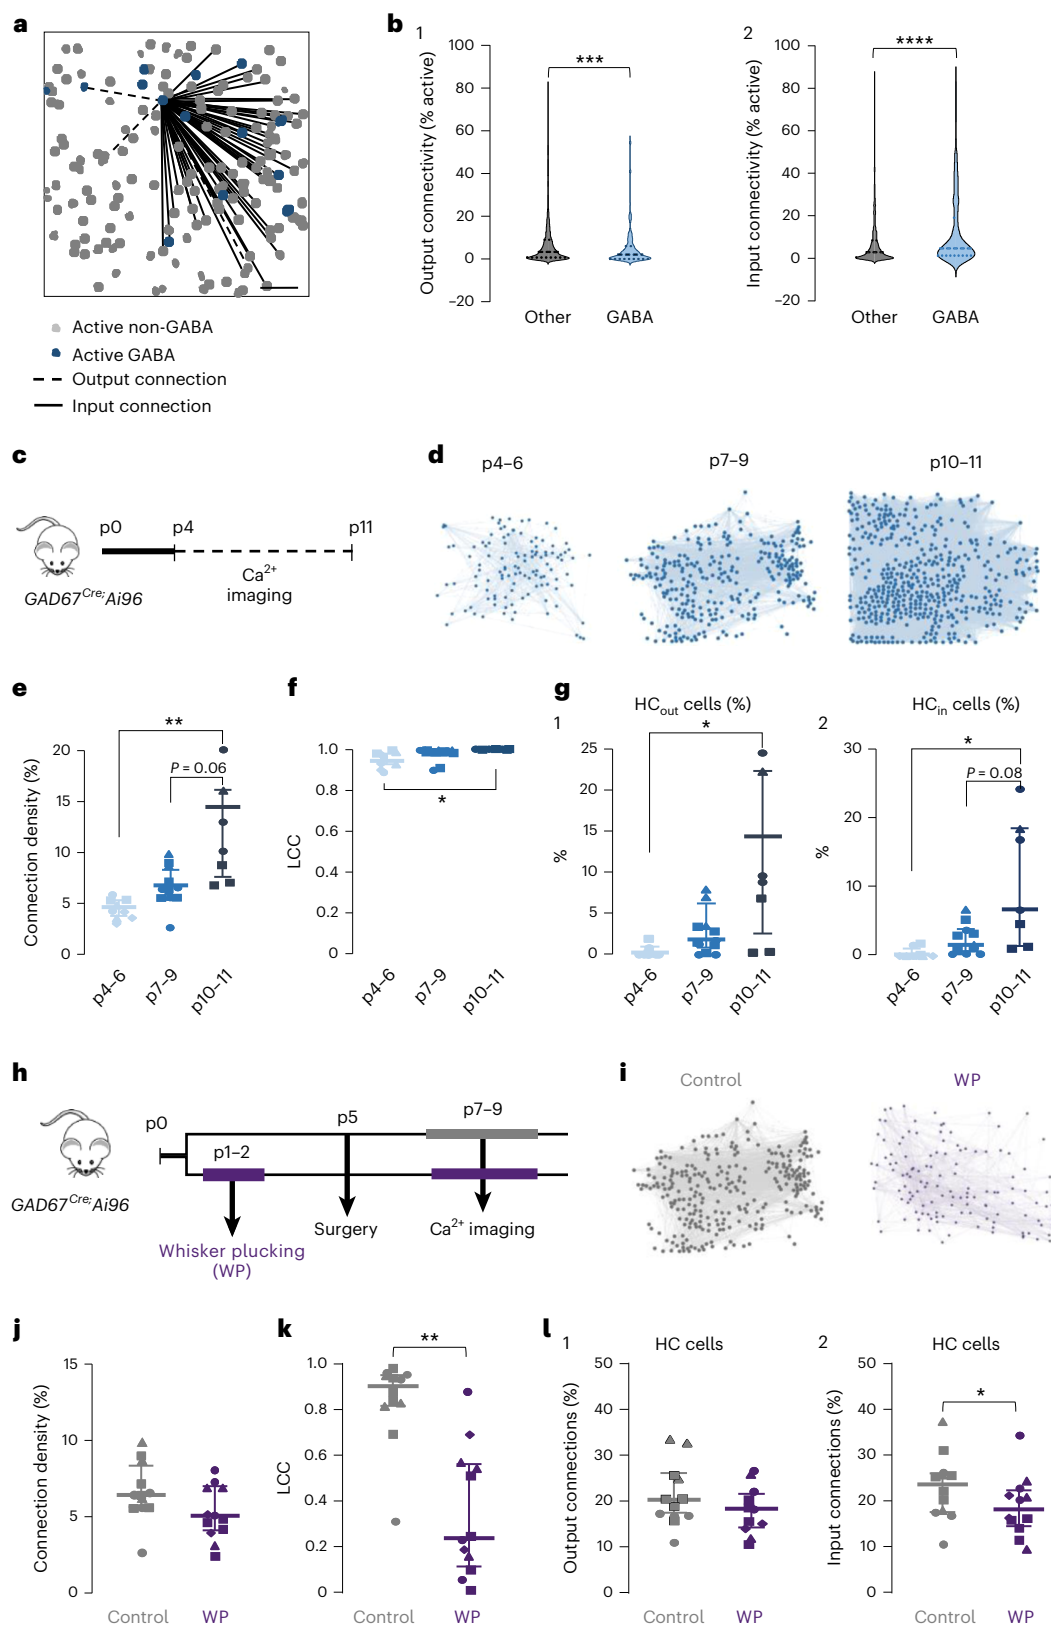 a
Active non-GABA
Active GABA
Output connection
Input connection
b
1
Output connectivity (% active)
100
80
60
40
20
0
–20
***
Other
GABA
2
Input connectivity (% active)
100
80
60
40
20
0
–20
****
Other
GABA
c
p0
p4
p11
Ca2+
imaging
GAD67Cre;Ai96
d
p4–6
p7–9
p10–11
e
Connection density (%)
20
15
10
5
0
**
P = 0.06
p4–6
p7–9
p10–11
f
LCC
1.0
0.8
0.6
0.4
0.2
0
*
p4–6
p7–9
p10–11
g
1
HCout cells (%)
*
%
25
20
15
10
5
0
p4–6
p7–9
p10–11
2
HCin cells (%)
*
P = 0.08
%
30
20
10
0
p4–6
p7–9
p10–11
h
p0
p1–2
p5
p7–9
GAD67Cre;Ai96
Surgery
Ca2+ imaging
Whisker plucking
(WP)
i
Control
WP
j
Connection density (%)
15
10
5
0
Control
WP
k
LCC
1.0
0.8
0.6
0.4
0.2
0
**
Control
WP
l
1
HC cells
Output connections (%)
50
40
30
20
10
0
Control
WP
2
HC cells
Input connections (%)
50
40
30
20
10
0
*
Control
WP